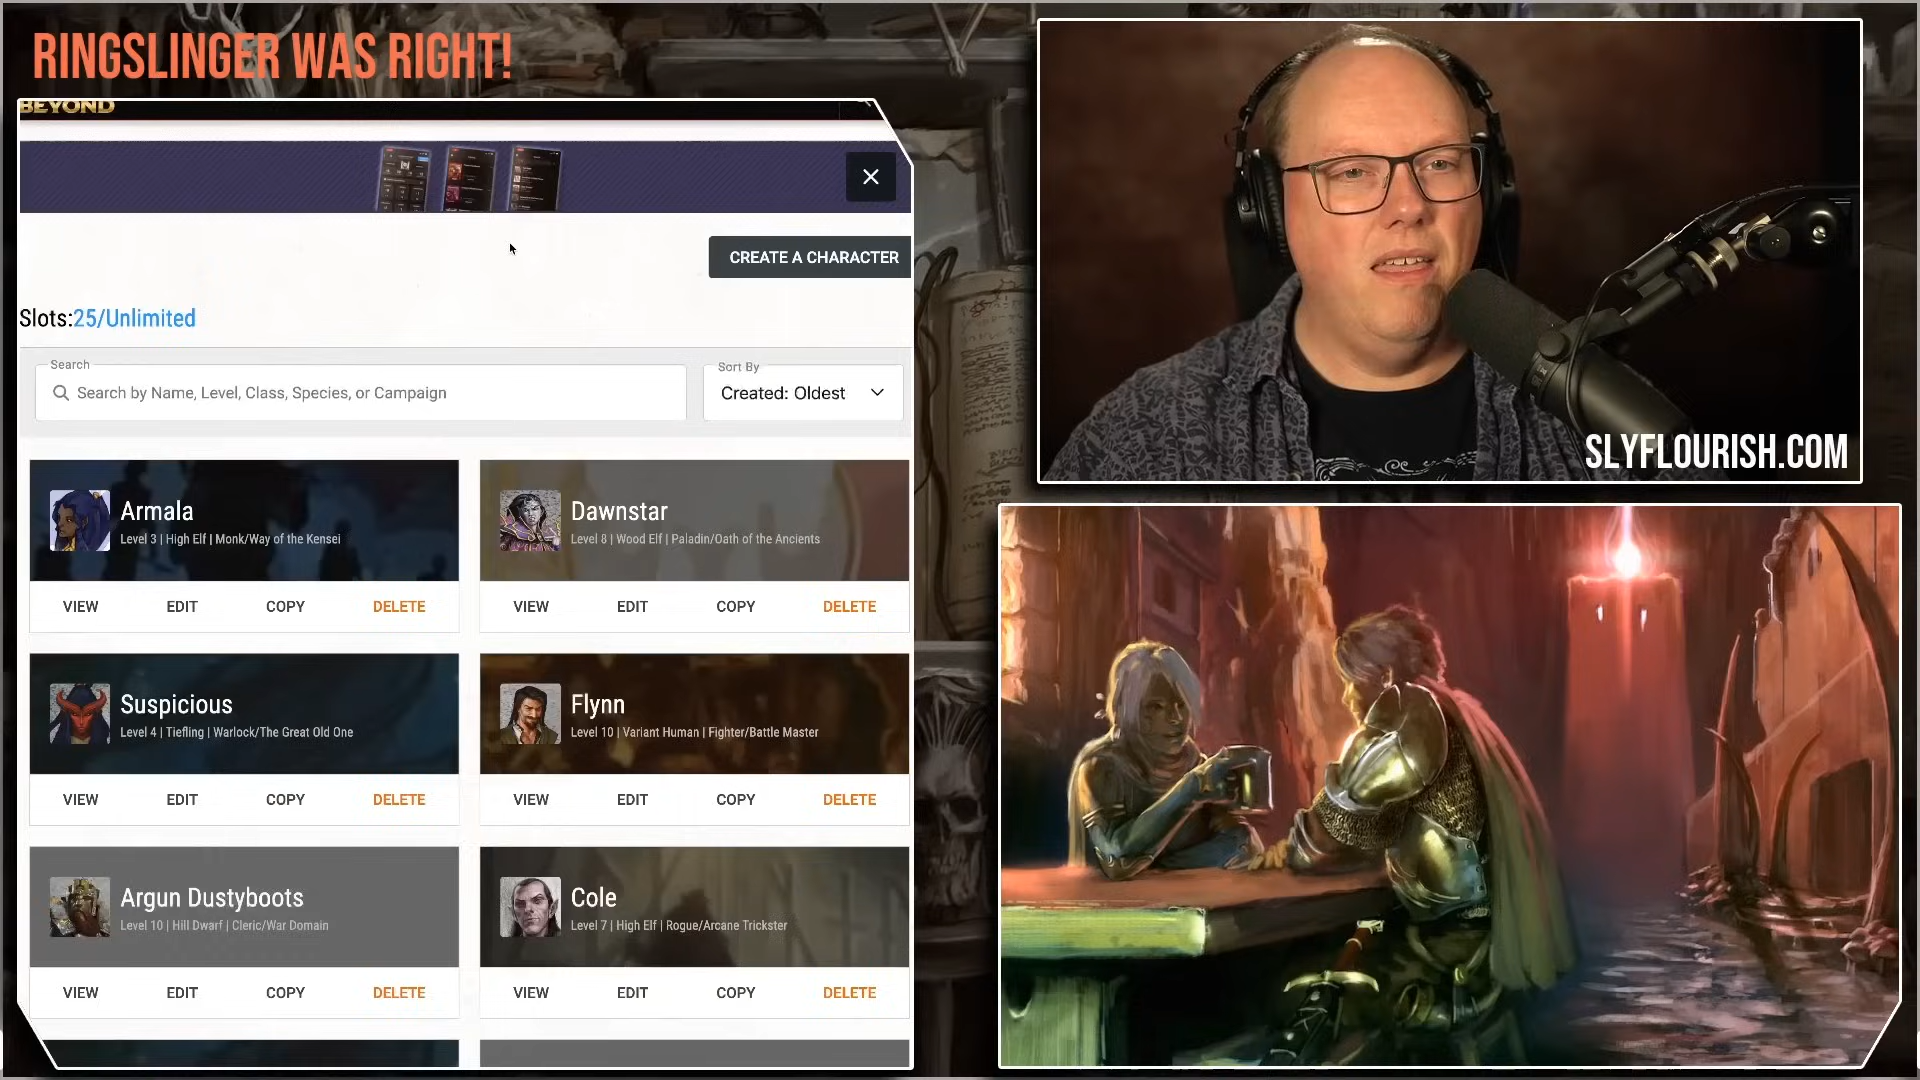 RINGSLINGER WAS RIGHT!
BEYOND
CREATE A CHARACTER
Slots:25/Unlimited
Search
Search by Name, Level, Class, Species, or Campaign
Sort By
Created: Oldest
Armala
Level 3 | High Elf | Monk/Way of the Kensei
VIEW EDIT COPY DELETE
Dawnstar
Level 8 | Wood Elf | Paladin/Oath of the Ancients
VIEW EDIT COPY DELETE
Suspicious
Level 4 | Tiefling | Warlock/The Great Old One
VIEW EDIT COPY DELETE
Flynn
Level 10 | Variant Human | Fighter/Battle Master
VIEW EDIT COPY DELETE
Argun Dustyboots
Level 10 | Hill Dwarf | Cleric/War Domain
VIEW EDIT COPY DELETE
Cole
Level 7 | High Elf | Rogue/Arcane Trickster
VIEW EDIT COPY DELETE
SLYFLOURISH.COM